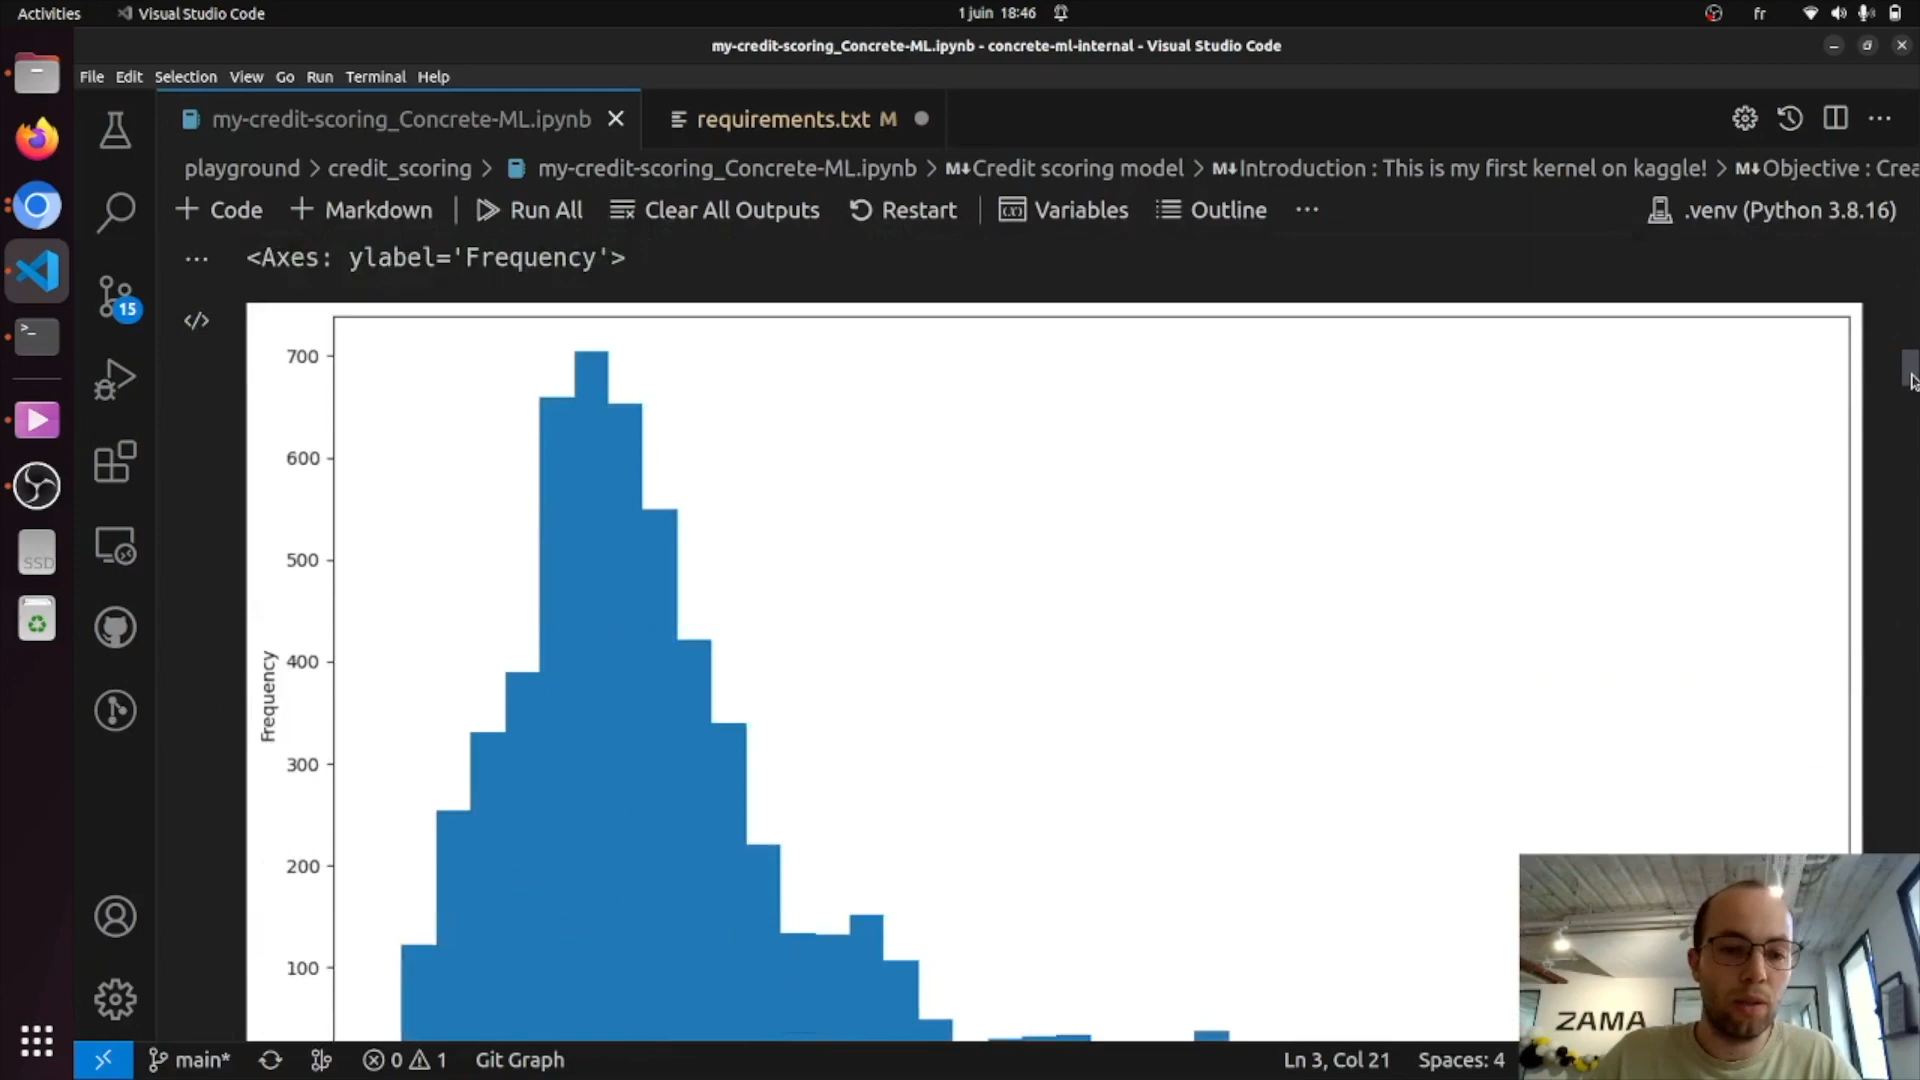 Activities
Visual Studio Code
1 juin 18:46
fr
my-credit-scoring_Concrete-ML.ipynb - concrete-ml-internal - Visual Studio Code
File Edit Selection View Go Run Terminal Help
my-credit-scoring_Concrete-ML.ipynb
requirements.txt M
playground > credit_scoring > my-credit-scoring_Concrete-ML.ipynb > M↓Credit scoring model > M↓Introduction : This is my first kernel on kaggle! > M↓Objective : Crea
+ Code + Markdown | Run All Clear All Outputs Restart | Variables Outline ... .venv (Python 3.8.16)
... <Axes: ylabel='Frequency'>
</>
15
700
600
500
400
300
200
100
Frequency
SSD
ZAMA
main* 0 1 Git Graph Ln 3, Col 21 Spaces: 4